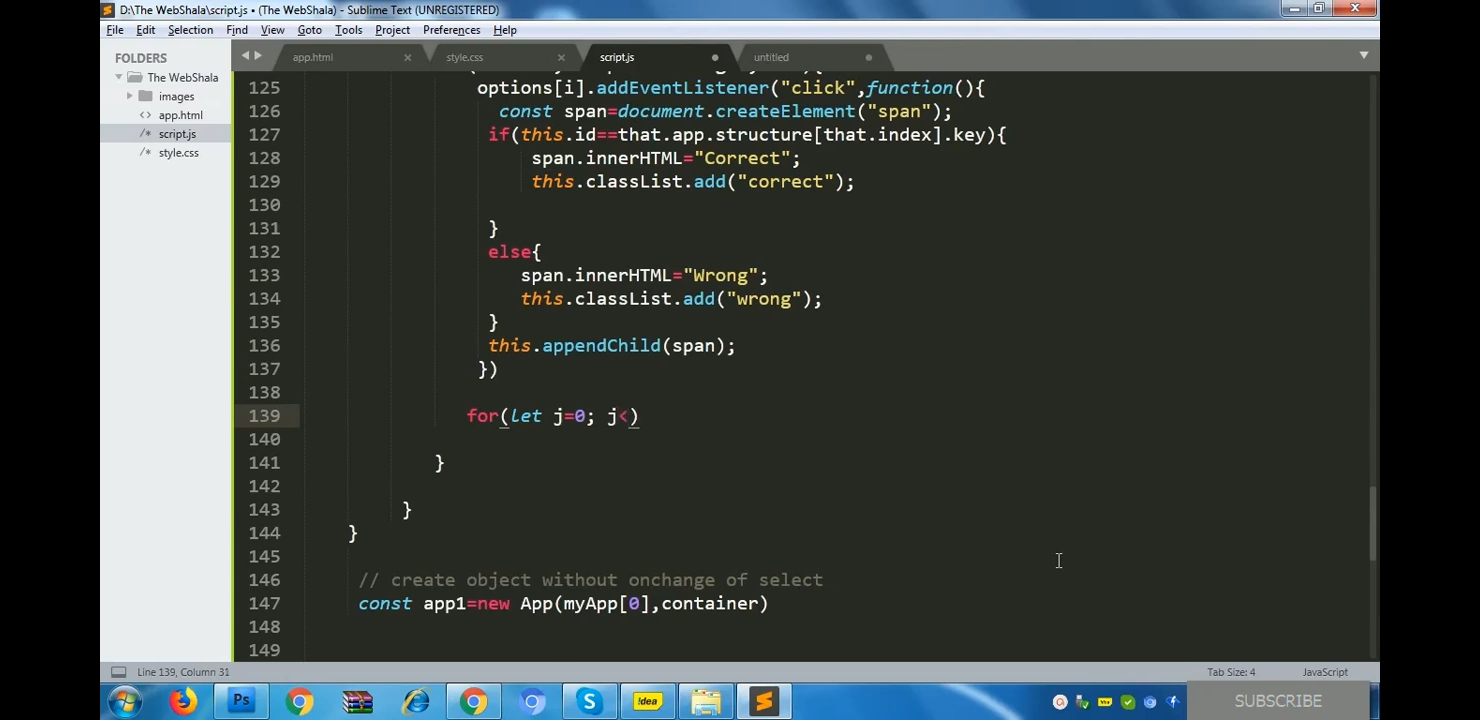 D:\The WebShala\script.js • (The WebShala) - Sublime Text (UNREGISTERED)
File Edit Selection Find View Goto Tools Project Preferences Help
FOLDERS
The WebShala
images
app.html
script.js
style.css
app.html style.css script.js untitled
125 options[i].addEventListener("click",function(){
126 const span=document.createElement("span");
127 if(this.id==that.app.structure[that.index].key){
128 span.innerHTML="Correct";
129 this.classList.add("correct");
130
131 }
132 else{
133 span.innerHTML="Wrong";
134 this.classList.add("wrong");
135 }
136 this.appendChild(span);
137 })
138
139 for(let j=0; j<)
140
141 }
142
143 }
144 }
145
146 // create object without onchange of select
147 const app1=new App(myApp[0],container)
148
149
Line 139, Column 31 Tab Size: 4 JavaScript
Ps !dea SUBSCRIBE